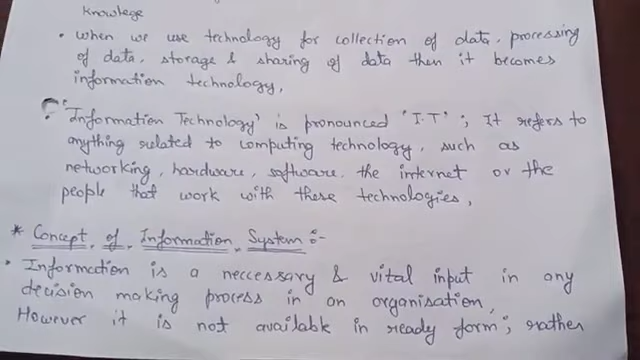 Knowlege
• When we use technology for collection of data, processing
of data, storage & sharing of data then it becomes
information technology,
• 'Information Technology' is pronounced 'I.T'; It refers to
anything related to computing technology, such as
networking, hardware, software, the internet or the
people that work with these technologies,
* Concept of Information System :-
• Information is a neccessary & vital input in any
decision making process in an organisation,
However it is not available in ready form; rather